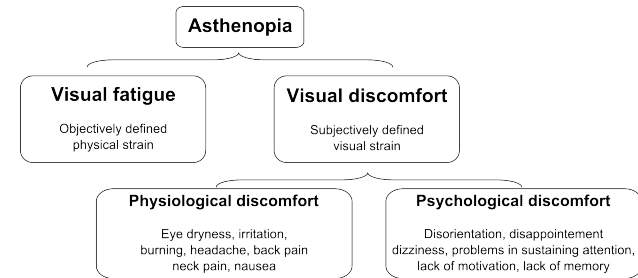 Asthenopia
Visual fatigue
Objectively defined
physical strain
Visual discomfort
Subjectively defined
visual strain
Physiological discomfort
Eye dryness, irritation,
burning, headache, back pain
neck pain, nausea
Psychological discomfort
Disorientation, disappointement
dizziness, problems in sustaining attention,
lack of motivation, lack of memory